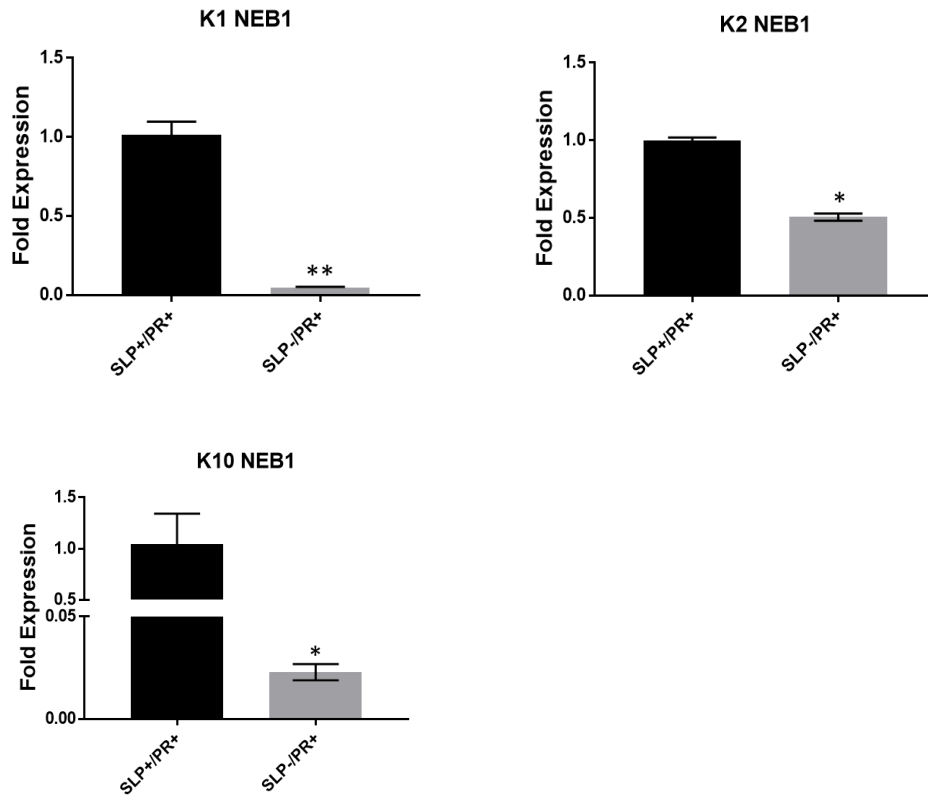 K1 NEB1
Fold Expression
1.5
1.0
0.5
0.0
**
SLP+/PR+
SLP-/PR+
K2 NEB1
Fold Expression
1.5
1.0
0.5
0.0
*
SLP+/PR+
SLP-/PR+
K10 NEB1
Fold Expression
1.5
1.0
0.5
0.05
0.00
*
SLP+/PR+
SLP-/PR+